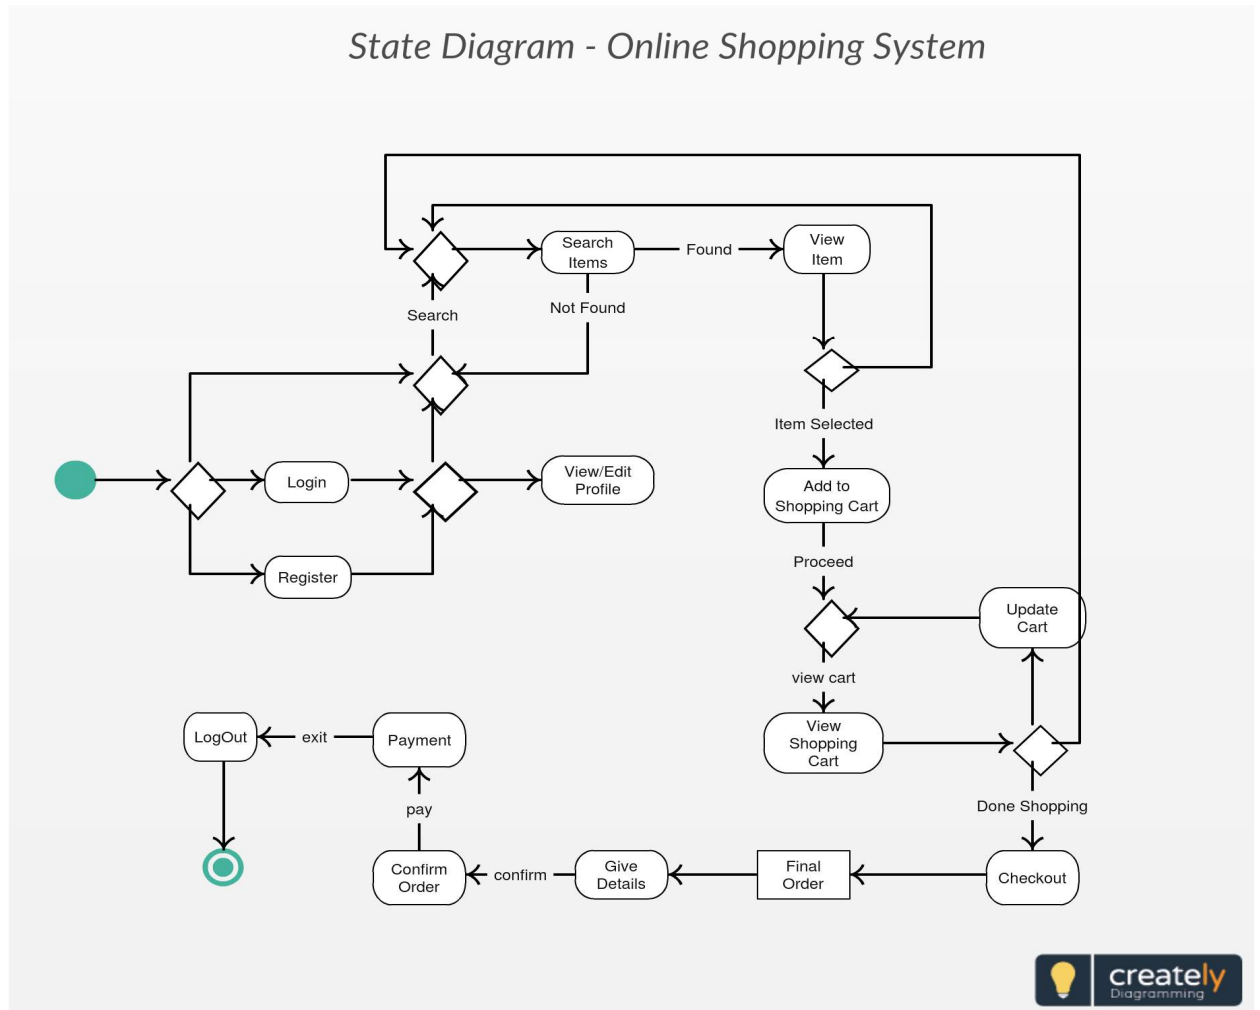 State Diagram - Online Shopping System
Search
Items
Found
View
Item
Not Found
Search
Item Selected
Login
View/Edit
Profile
Add to
Shopping Cart
Register
Proceed
Update
Cart
view cart
View
Shopping
Cart
LogOut
exit
Payment
Done Shopping
pay
Confirm
Order
confirm
Give
Details
Final
Order
Checkout
creately
Diagramming